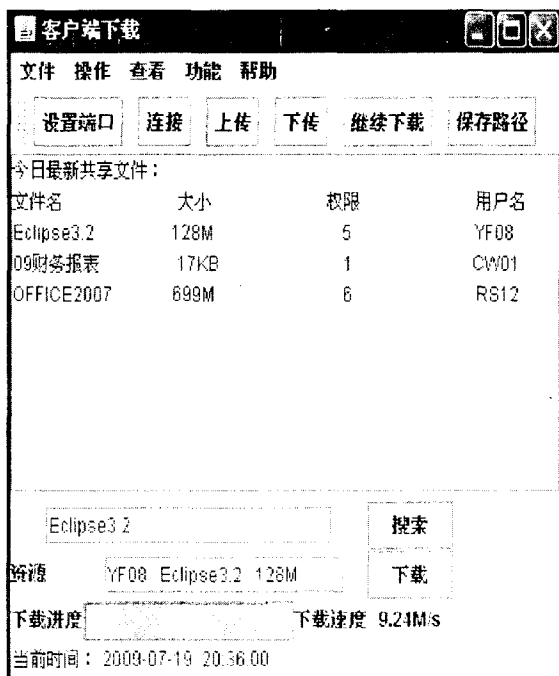 客户端下载
文件 操作 查看 功能 帮助
设置端口 连接 上传 下传 继续下载 保存路径
今日最新共享文件：
文件名 大小 权限 用户名
Eclipse3.2 128M 5 YF08
09财务报表 17KB 1 CW01
OFFICE2007 699M 6 RS12
Eclipse3.2 搜索
资源 YF08 Eclipse3.2 128M 下载
下载进度 下载速度 9.24M/s
当前时间： 2009-07-19 20:36:00